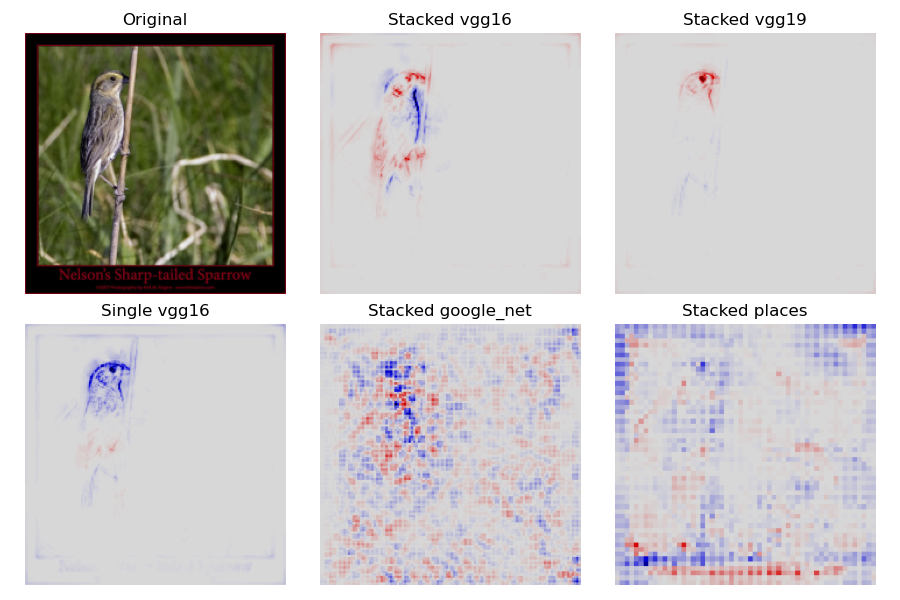 Original
Stacked vgg16
Stacked vgg19
Nelson's Sharp-tailed Sparrow
Single vgg16
Stacked google_net
Stacked places